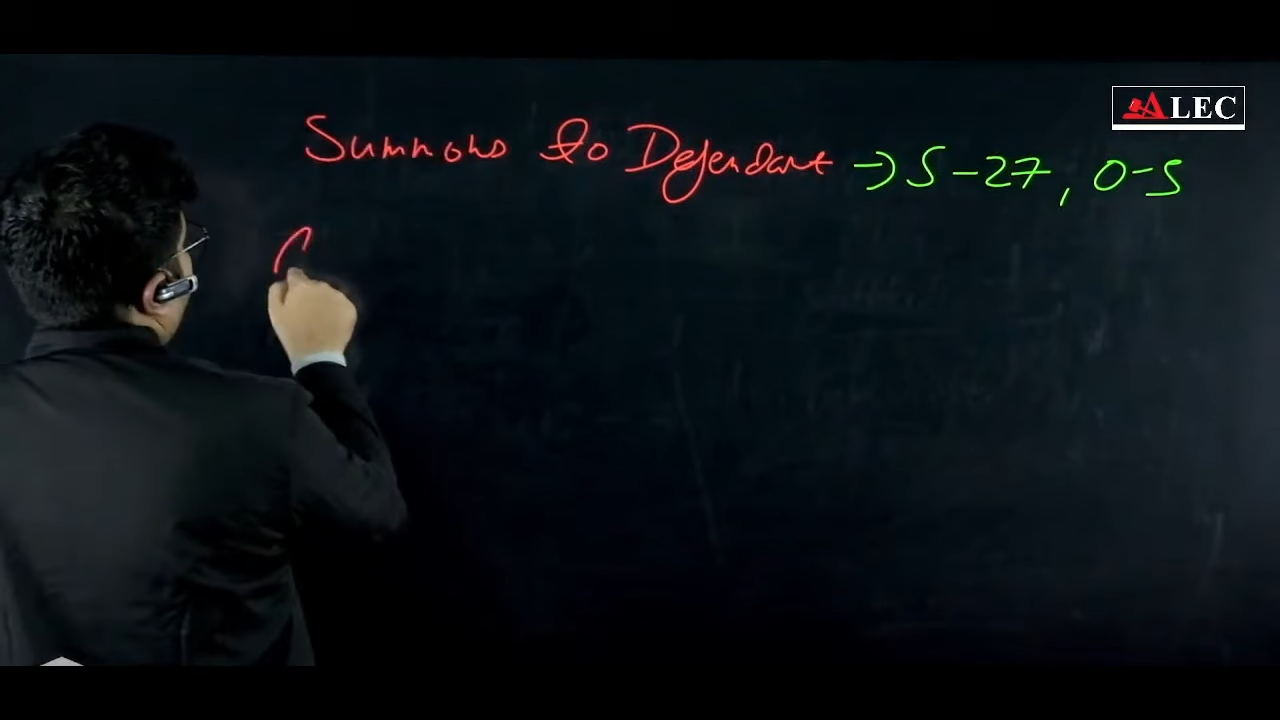 ALEC
Summons to Defendant → S-27, O-5